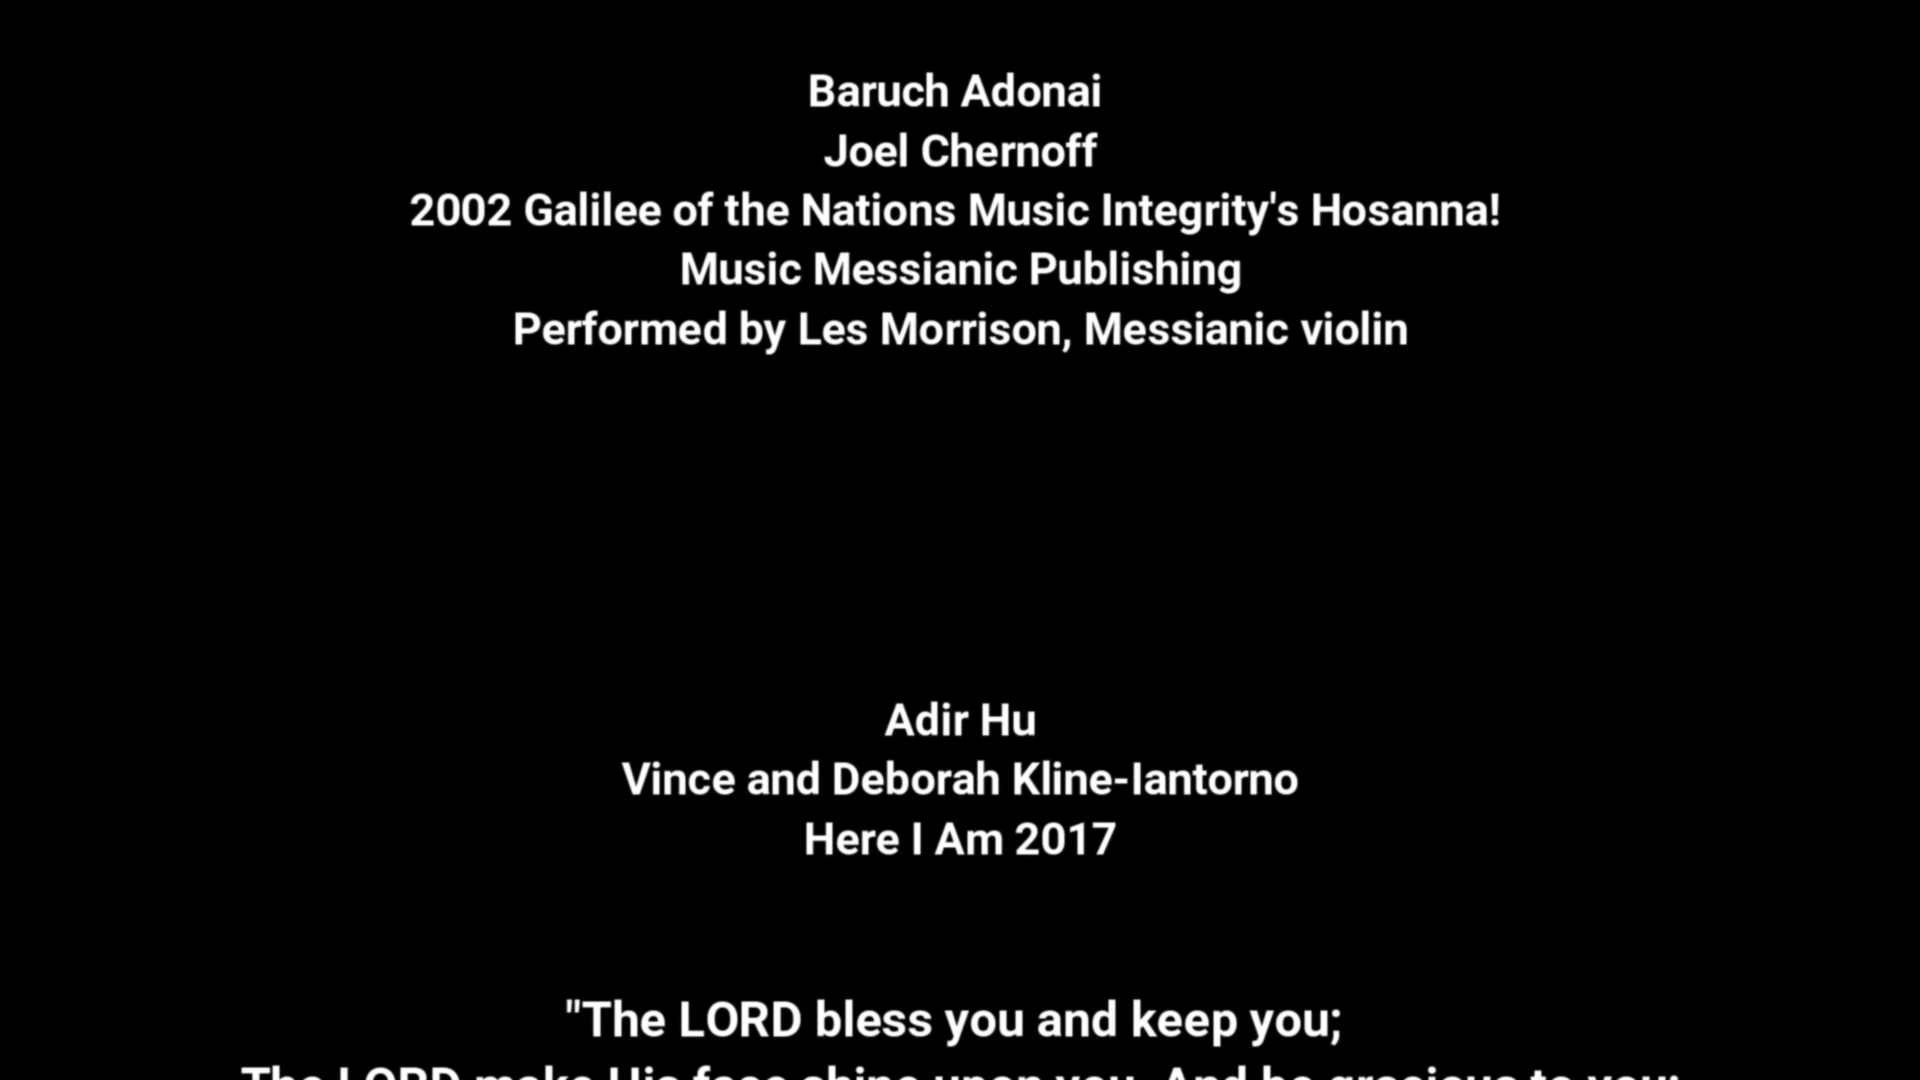 Baruch Adonai
Joel Chernoff
2002 Galilee of the Nations Music Integrity's Hosanna!
Music Messianic Publishing
Performed by Les Morrison, Messianic violin
Adir Hu
Vince and Deborah Kline-Iantorno
Here I Am 2017
"The LORD bless you and keep you;
The LORD make His face shine upon you, And be gracious to you;